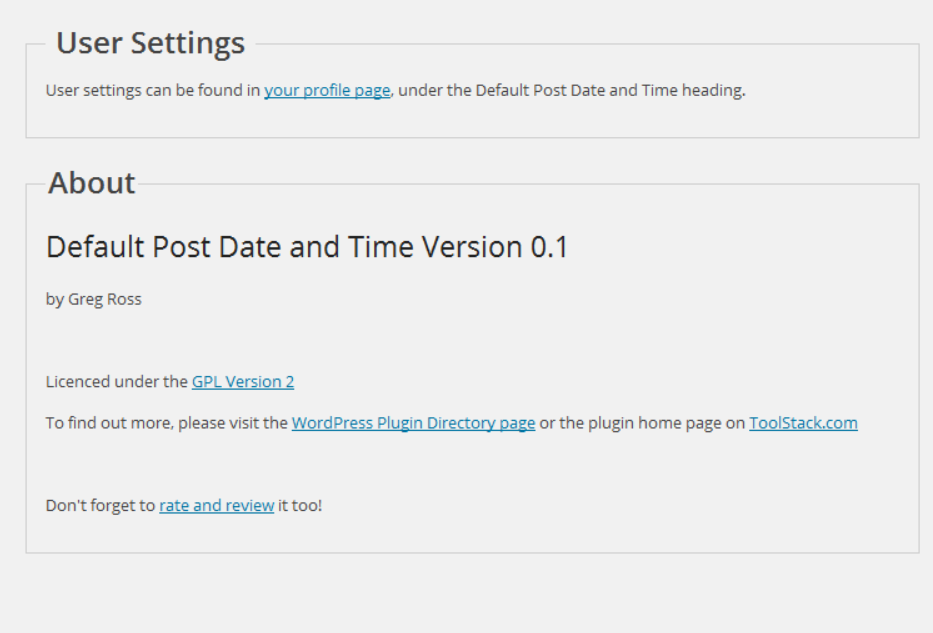 User Settings
User settings can be found in your profile page, under the Default Post Date and Time heading.
About
Default Post Date and Time Version 0.1
by Greg Ross
Licenced under the GPL Version 2
To find out more, please visit the WordPress Plugin Directory page or the plugin home page on ToolStack.com
Don't forget to rate and review it too!